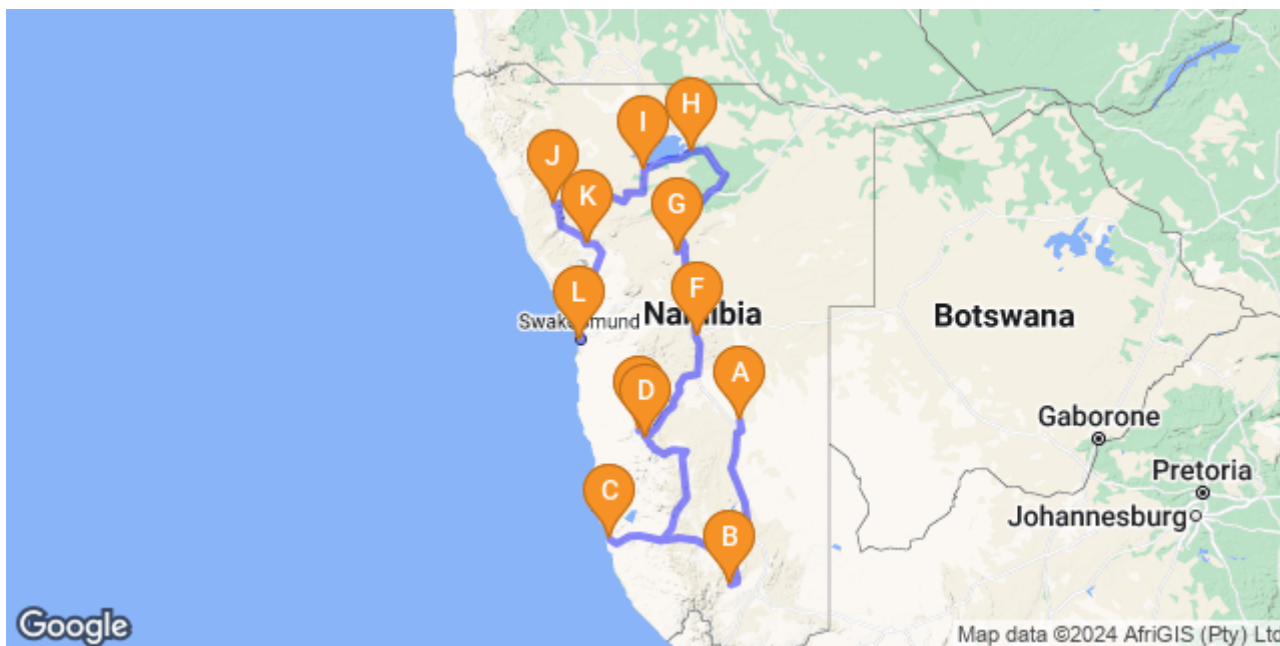 H
I
J
K
G
L
Swakopmund
F
Namibia
Botswana
A
D
Gaborone
C
Pretoria
Johannesburg
B
Google
Map data ©2024 AfriGIS (Pty) Ltd